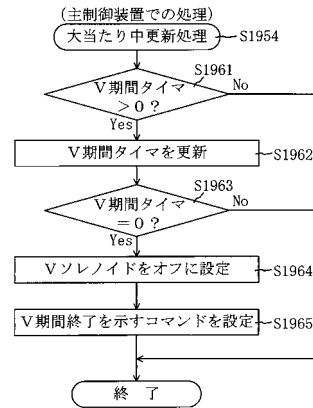 (主制御装置での処理)
大当たり中更新処理
S1954
S1961
V期間タイマ
>0?
No
Yes
V期間タイマを更新
S1962
S1963
V期間タイマ
=0?
No
Yes
Vソレノイドをオフに設定
S1964
V期間終了を示すコマンドを設定
S1965
終 了